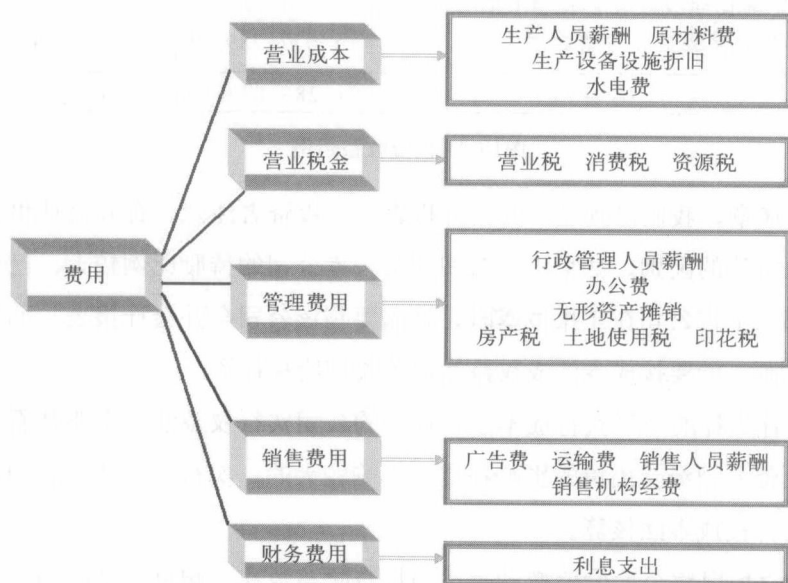 费用
营业成本
生产人员薪酬 原材料费
生产设备设施折旧
水电费
营业税金
营业税 消费税 资源税
管理费用
行政管理人员薪酬
办公费
无形资产摊销
房产税 土地使用税 印花税
销售费用
广告费 运输费 销售人员薪酬
销售机构经费
财务费用
利息支出